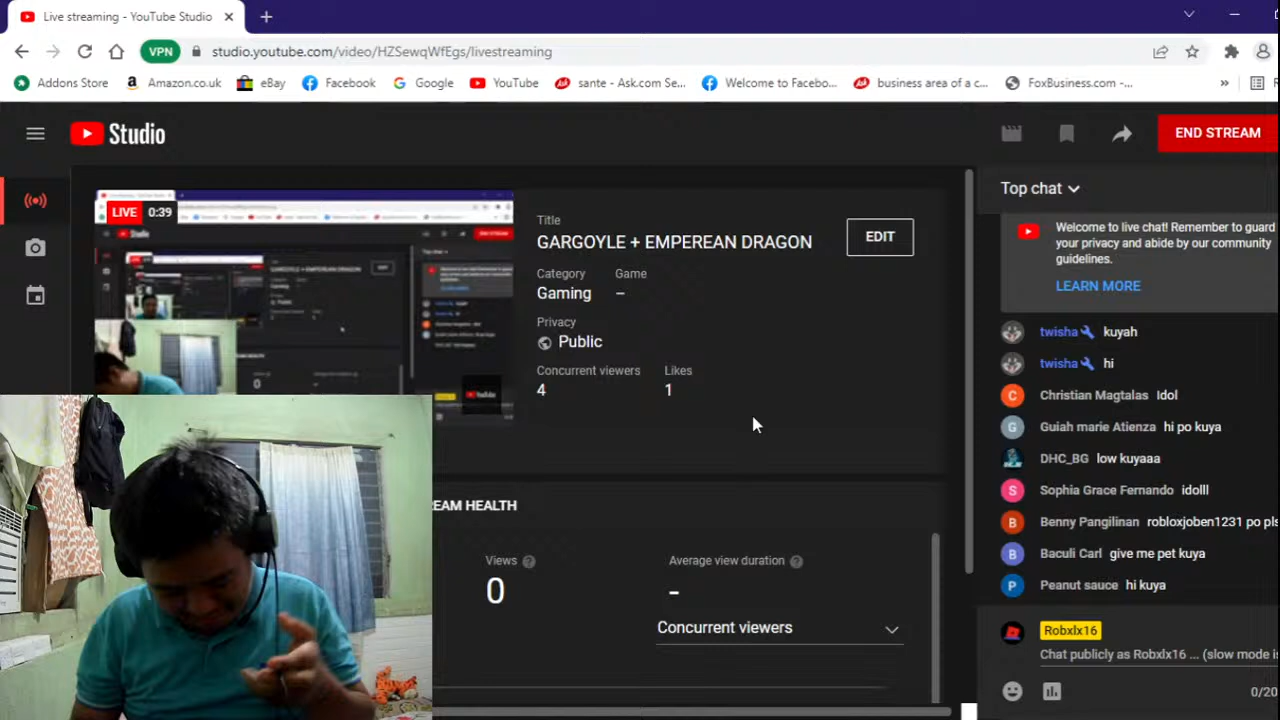 Live streaming - YouTube Studio
VPN
studio.youtube.com/video/HZSewqWfEgs/livestreaming
Addons Store
Amazon.co.uk
eBay
Facebook
Google
YouTube
sante - Ask.com Se...
Welcome to Facebo...
business area of a c...
FoxBusiness.com -...
Studio
END STREAM
LIVE 0:39
Title
GARGOYLE + EMPEREAN DRAGON
EDIT
Category Game
Gaming –
Privacy
Public
Concurrent viewers Likes
4 1
EAM HEALTH
Views
0
Average view duration
-
Concurrent viewers
Top chat
Welcome to live chat! Remember to guard
your privacy and abide by our community
guidelines.
LEARN MORE
twisha kuyah
twisha hi
Christian Magtalas Idol
Guiah marie Atienza hi po kuya
DHC_BG low kuyaaa
Sophia Grace Fernando idolll
Benny Pangilinan robloxjoben1231 po pls
Baculi Carl give me pet kuya
Peanut sauce hi kuya
Robxlx16
Chat publicly as Robxlx16 ... (slow mode is
0/20